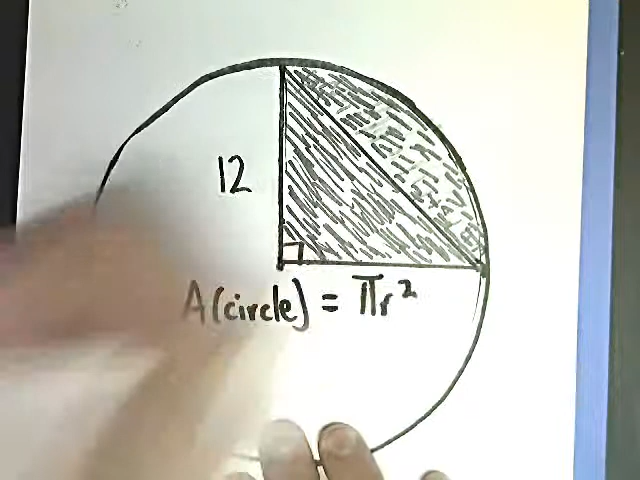 12
A(circle) = πr²